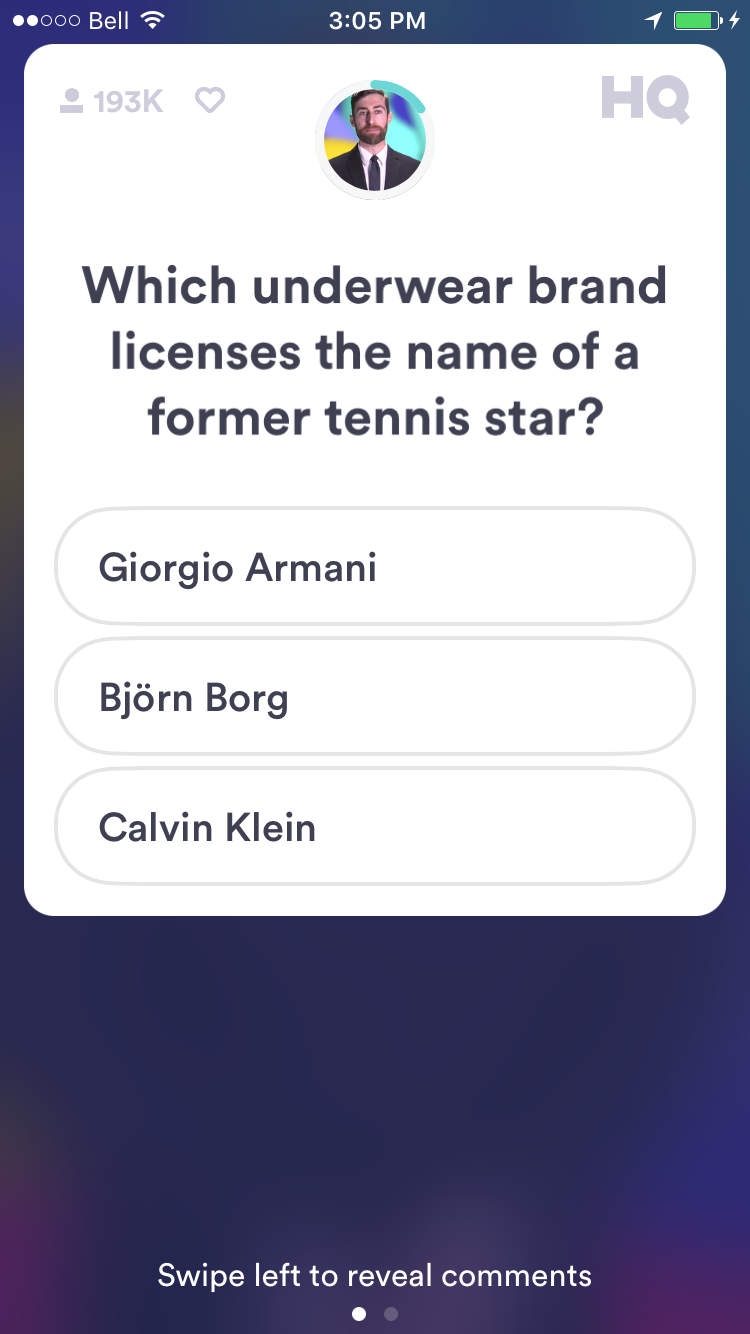 Bell 3:05 PM
193K HQ
Which underwear brand
licenses the name of a
former tennis star?
Giorgio Armani
Björn Borg
Calvin Klein
Swipe left to reveal comments